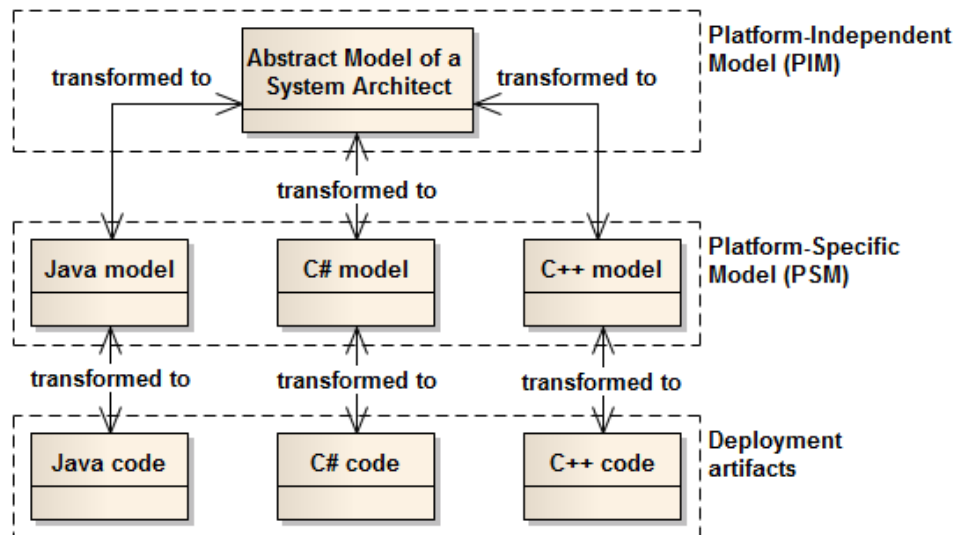 Platform-Independent
Model (PIM)
Abstract Model of a
System Architect
transformed to
transformed to
transformed to
Platform-Specific
Model (PSM)
Java model
C# model
C++ model
transformed to
transformed to
transformed to
Deployment
artifacts
Java code
C# code
C++ code